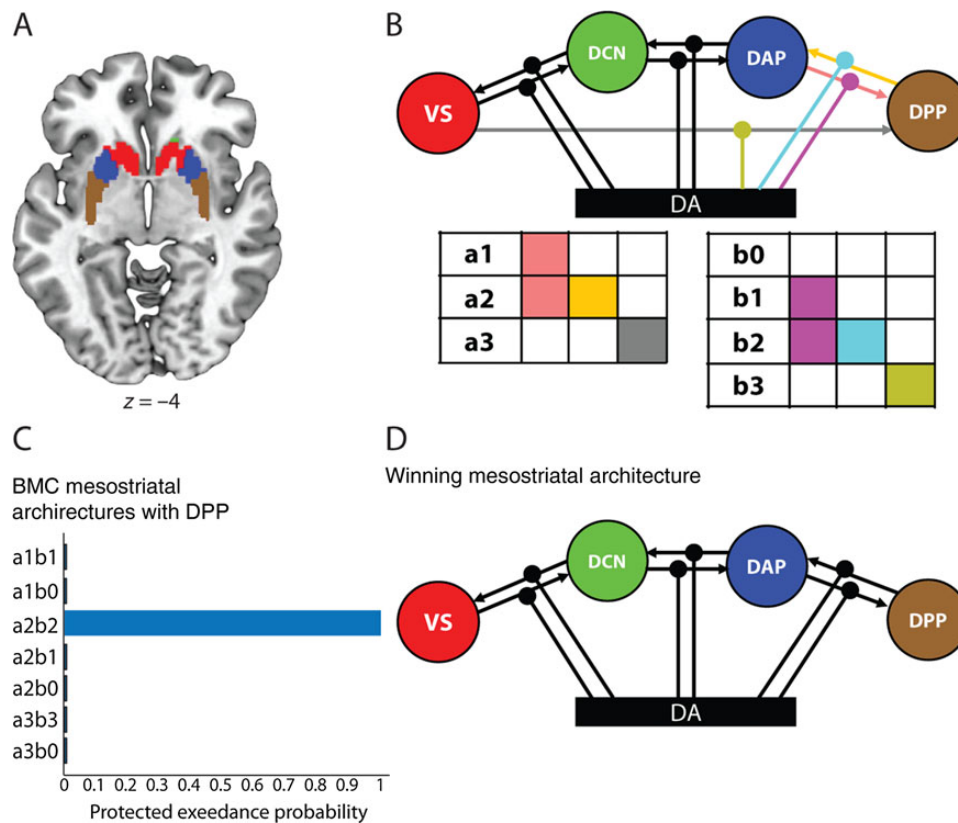 A
z = −4
B
VS
DCN
DAP
DPP
DA
a1
a2
a3
b0
b1
b2
b3
C
BMC mesostriatal
archirectures with DPP
a1b1
a1b0
a2b2
a2b1
a2b0
a3b3
a3b0
0 0.1 0.2 0.3 0.4 0.5 0.6 0.7 0.8 0.9 1
Protected exeedance probability
D
Winning mesostriatal architecture
VS
DCN
DAP
DPP
DA